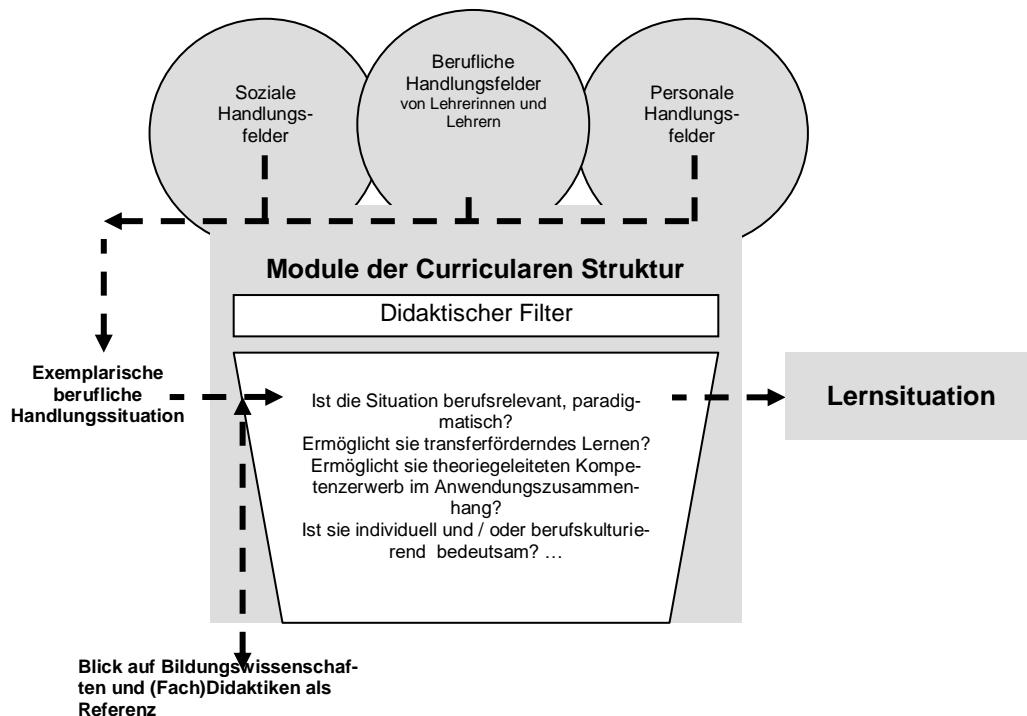 Soziale
Handlungs-
felder
Berufliche
Handlungsfelder
von Lehrerinnen und
Lehrern
Personale
Handlungs-
felder
Module der Curricularen Struktur
Didaktischer Filter
Exemplarische
berufliche
Handlungssituation
Ist die Situation berufsrelevant, paradig-
matisch?
Ermöglicht sie transferförderndes Lernen?
Ermöglicht sie theoriegeleiteten Kompe-
tenzerwerb im Anwendungszusammen-
hang?
Ist sie individuell und / oder berufskulturie-
rend bedeutsam? …
Lernsituation
Blick auf Bildungswissenschaf-
ten und (Fach)Didaktiken als
Referenz